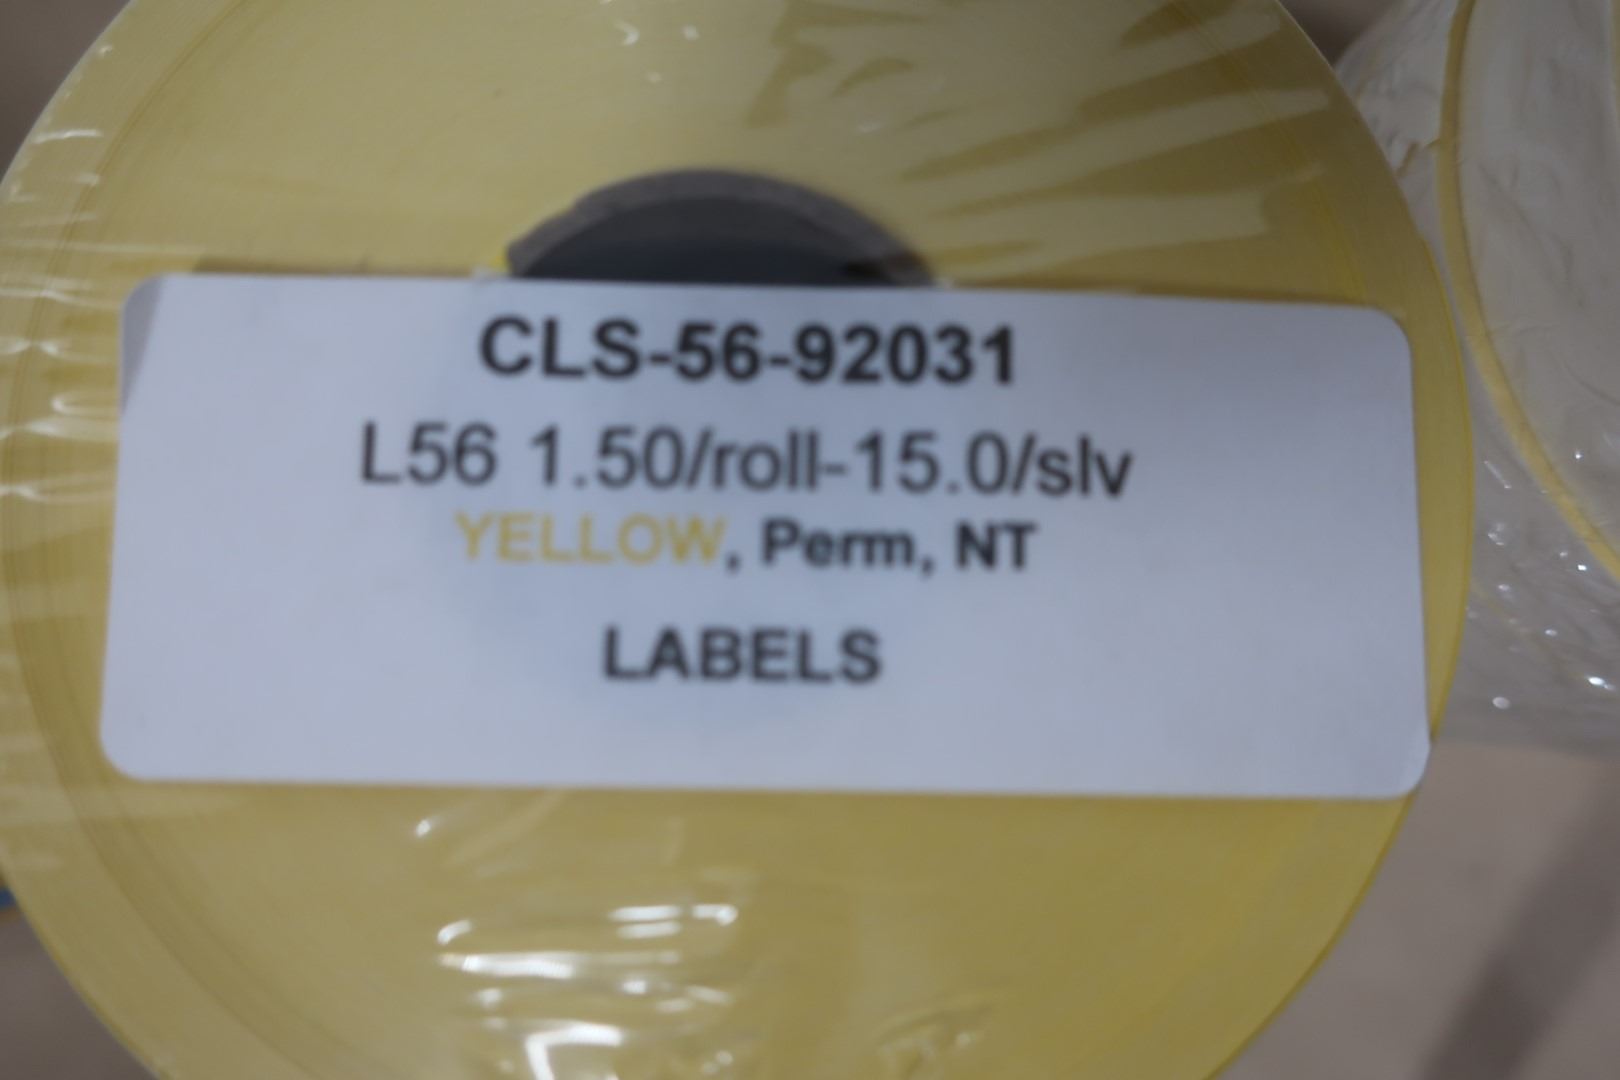 CLS-56-92031
L56 1.50/roll-15.0/slv
YELLOW, Perm, NT
LABELS